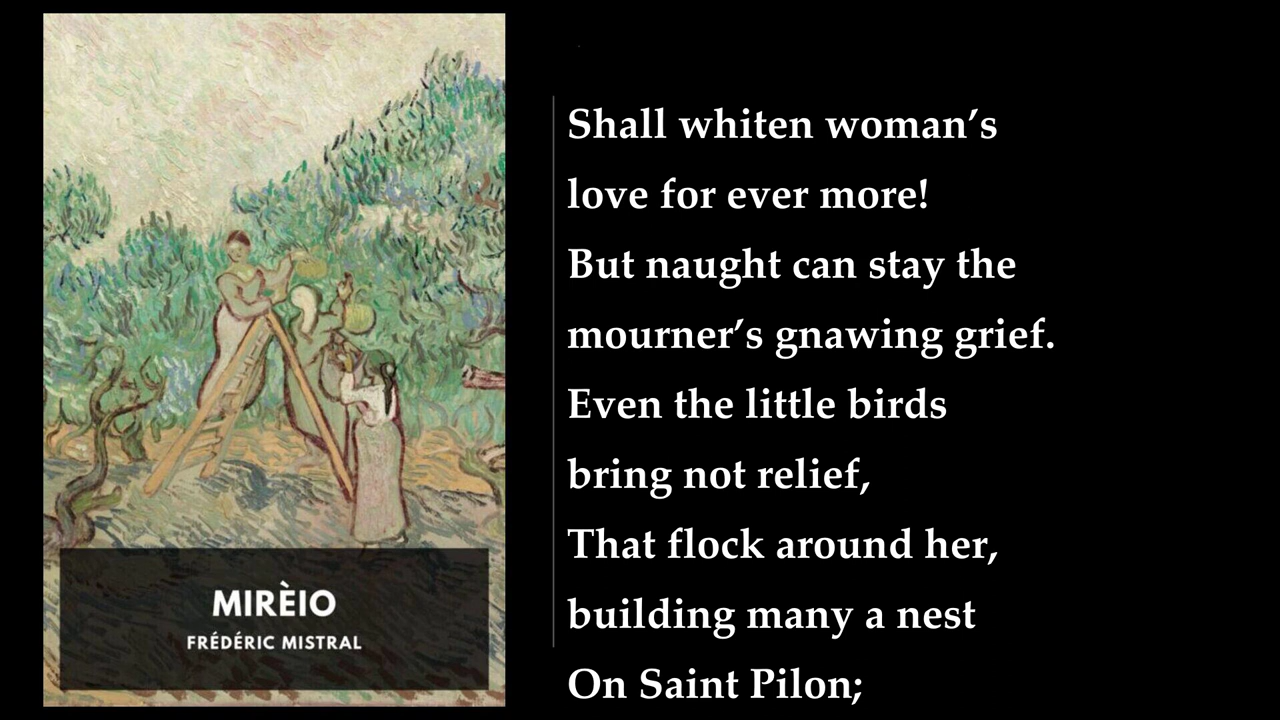 MIRÈIO
FRÉDÉRIC MISTRAL
Shall whiten woman’s
love for ever more!
But naught can stay the
mourner’s gnawing grief.
Even the little birds
bring not relief,
That flock around her,
building many a nest
On Saint Pilon;